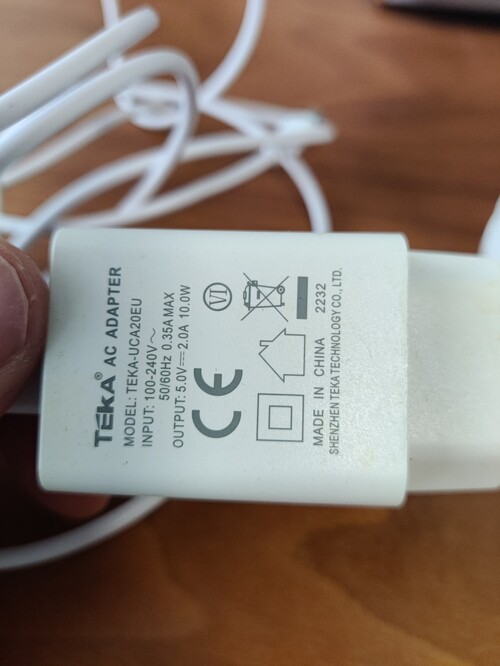 TEKA® AC ADAPTER
MODEL: TEKA-UCA20EU
INPUT: 100-240V~
50/60Hz 0.35A MAX
OUTPUT: 5.0V⎓2.0A 10.0W
CE VI
2232
MADE IN CHINA
SHENZHEN TEKA TECHNOLOGY CO., LTD.